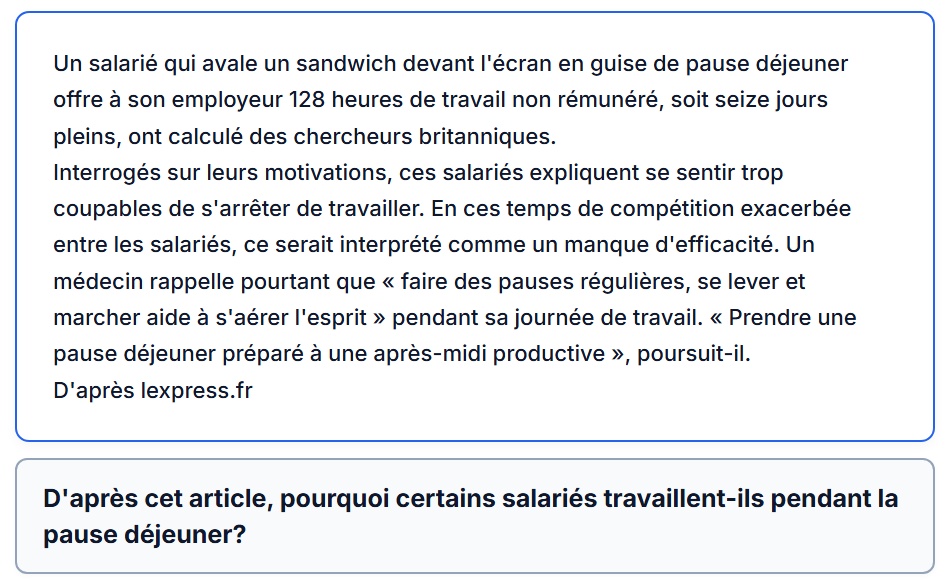 Un salarié qui avale un sandwich devant l'écran en guise de pause déjeuner
offre à son employeur 128 heures de travail non rémunéré, soit seize jours
pleins, ont calculé des chercheurs britanniques.
Interrogés sur leurs motivations, ces salariés expliquent se sentir trop
coupables de s'arrêter de travailler. En ces temps de compétition exacerbée
entre les salariés, ce serait interprété comme un manque d'efficacité. Un
médecin rappelle pourtant que « faire des pauses régulières, se lever et
marcher aide à s'aérer l'esprit » pendant sa journée de travail. « Prendre une
pause déjeuner préparé à une après-midi productive », poursuit-il.
D'après lexpress.fr
D'après cet article, pourquoi certains salariés travaillent-ils pendant la
pause déjeuner?